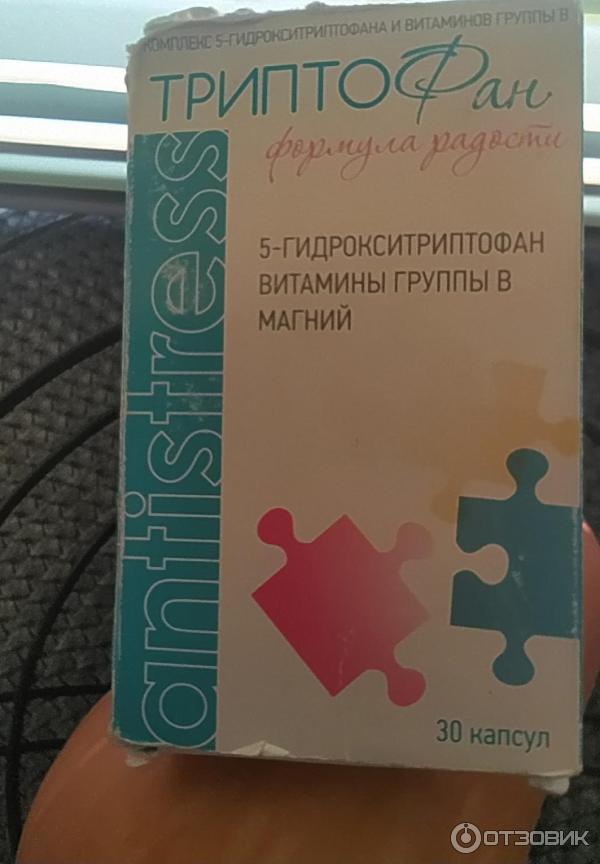 КОМПЛЕКС 5-ГИДРОКСИТРИПТОФАНА И ВИТАМИНОВ ГРУППЫ В
ТРИПТОФан
формула радости
antistress
5-ГИДРОКСИТРИПТОФАН
ВИТАМИНЫ ГРУППЫ В
МАГНИЙ
30 капсул
ОТЗОВИК